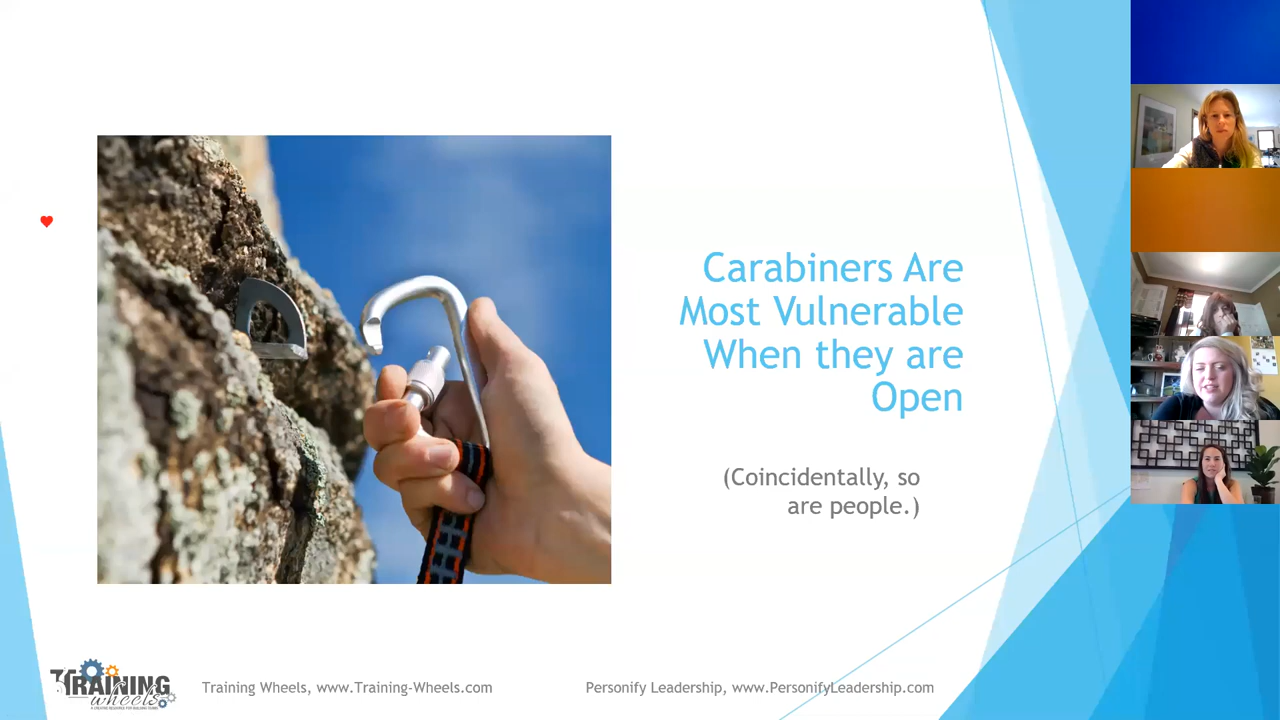 Carabiners Are
Most Vulnerable
When they are
Open
(Coincidentally, so
are people.)
TRAINING
wheels
Training Wheels, www.Training-Wheels.com
Personify Leadership, www.PersonifyLeadership.com